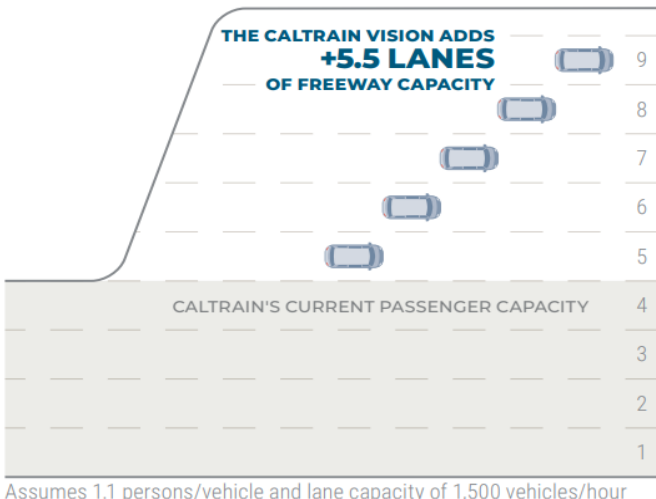 THE CALTRAIN VISION ADDS
+5.5 LANES
OF FREEWAY CAPACITY
9
8
7
6
5
CALTRAIN'S CURRENT PASSENGER CAPACITY 4
3
2
1
Assumes 1.1 persons/vehicle and lane capacity of 1,500 vehicles/hour